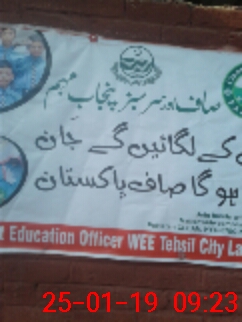 صاف اور سرسبز پنجاب مہم
کے لگائیں گے جان
ہو گا صاف پاکستان
Education Officer WEE Tehsil City La
25-01-19 09:23